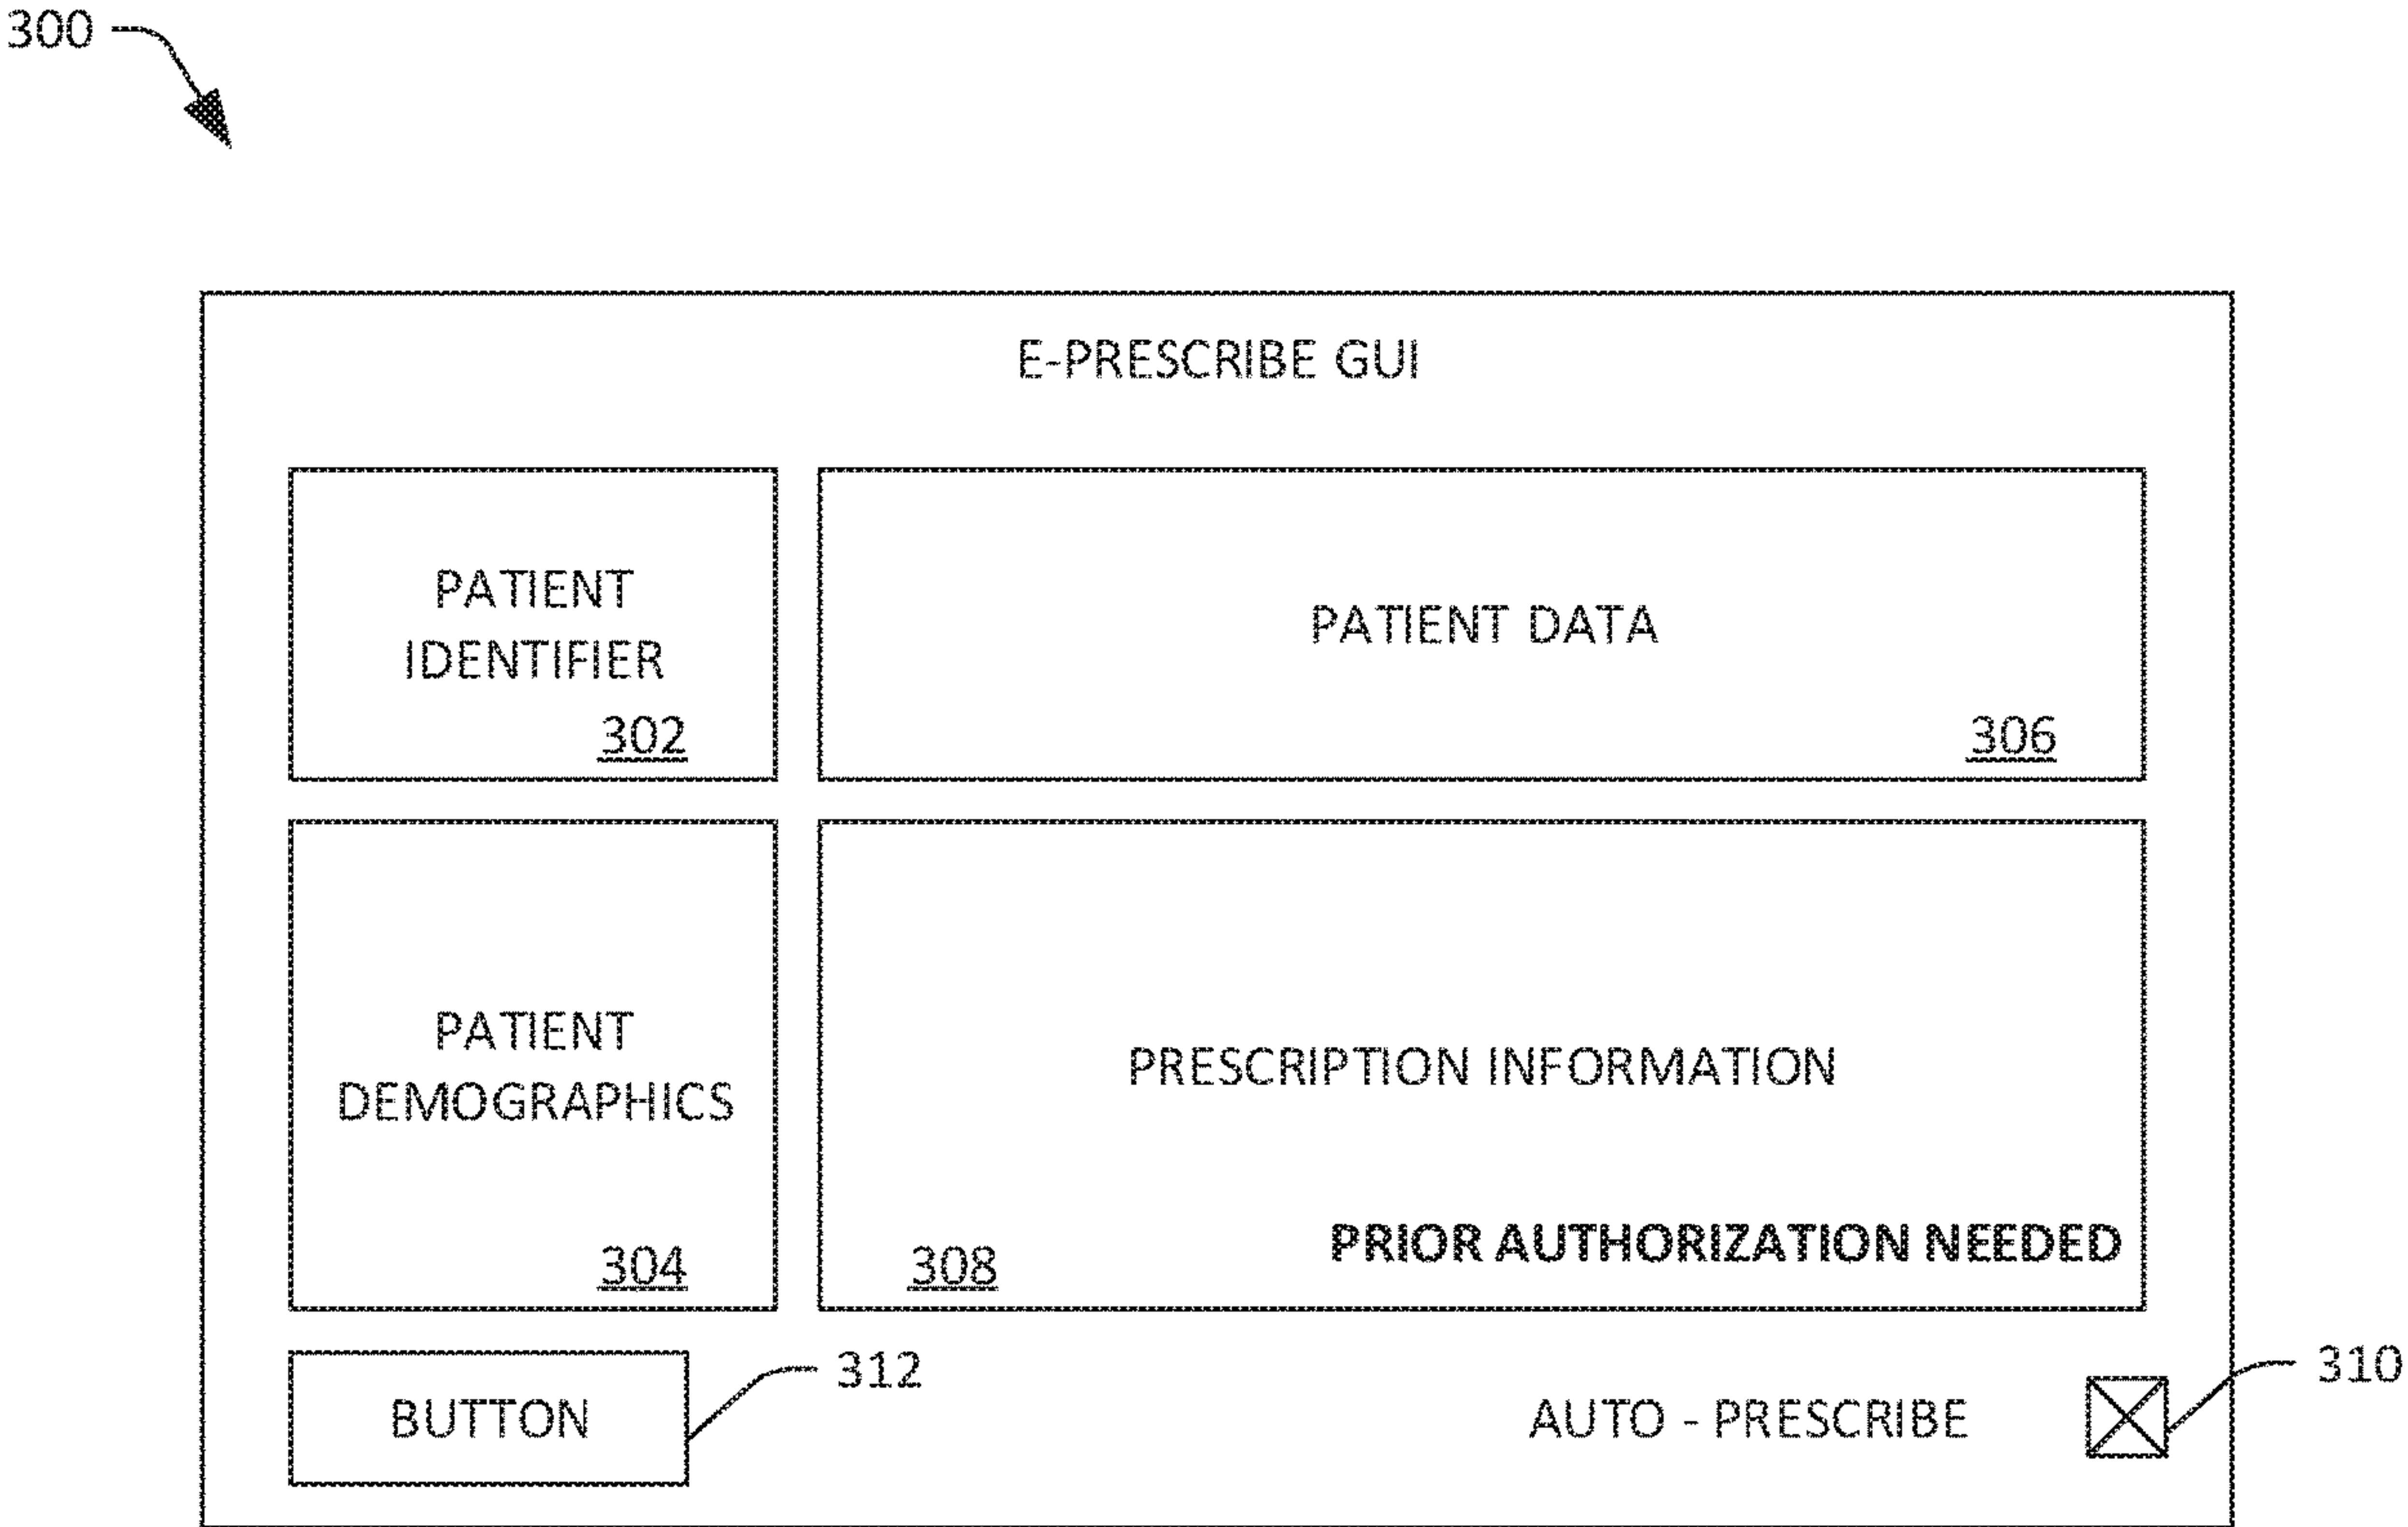 300
E-PRESCRIBE GUI
PATIENT
IDENTIFIER
302
PATIENT DATA
306
PATIENT
DEMOGRAPHICS
304
PRESCRIPTION INFORMATION
PRIOR AUTHORIZATION NEEDED
308
BUTTON
312
AUTO - PRESCRIBE
310